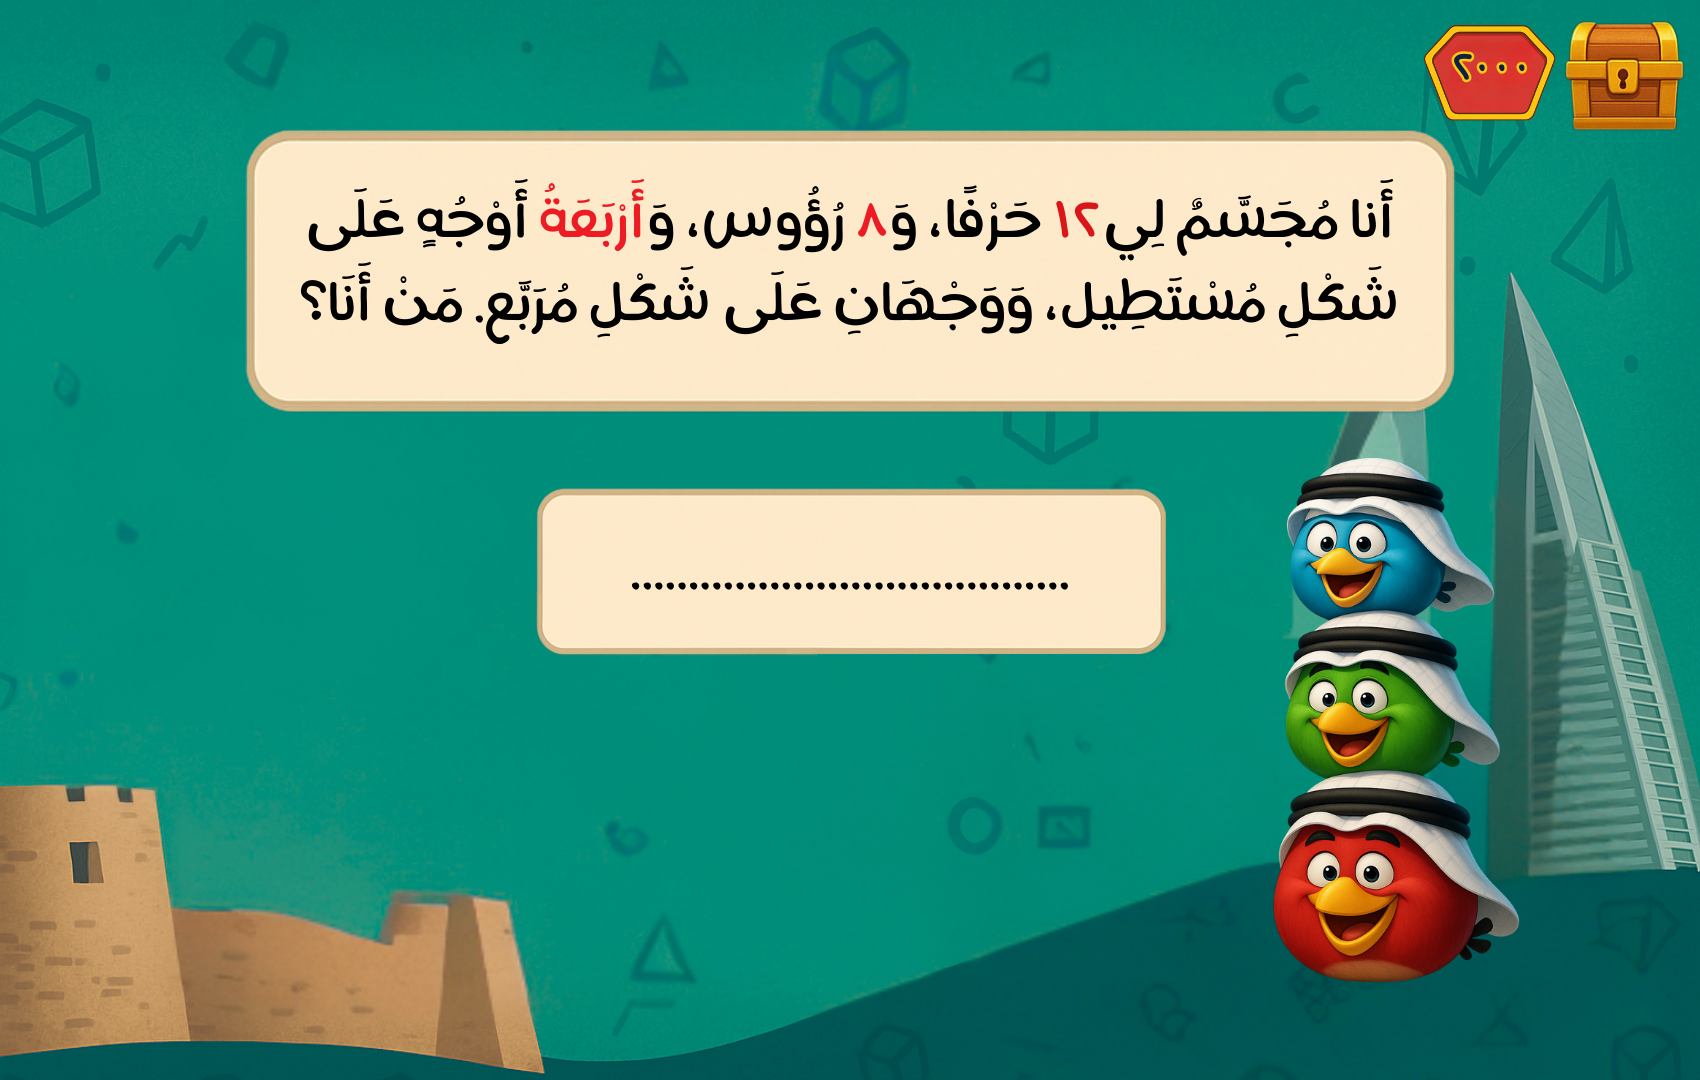 ٢٠٠٠
أَنا مُجَسَّمٌ لِي ١٢ حَرْفًا، وَ٨ رُؤُوس، وَأَرْبَعَةُ أَوْجُهٍ عَلَى
شَكْلِ مُسْتَطِيل، وَوَجْهَانِ عَلَى شَكْلِ مُرَبَّع. مَنْ أَنَا؟
......................................